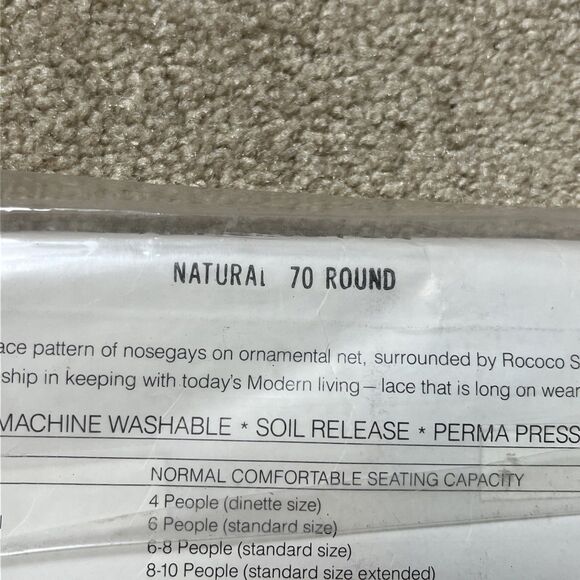 NATURAL 70 ROUND
ace pattern of nosegays on ornamental net, surrounded by Rococo S
ship in keeping with today's Modern living – lace that is long on wear
MACHINE WASHABLE * SOIL RELEASE * PERMA PRESS
NORMAL COMFORTABLE SEATING CAPACITY
4 People (dinette size)
6 People (standard size)
6-8 People (standard size)
8-10 People (standard size extended)